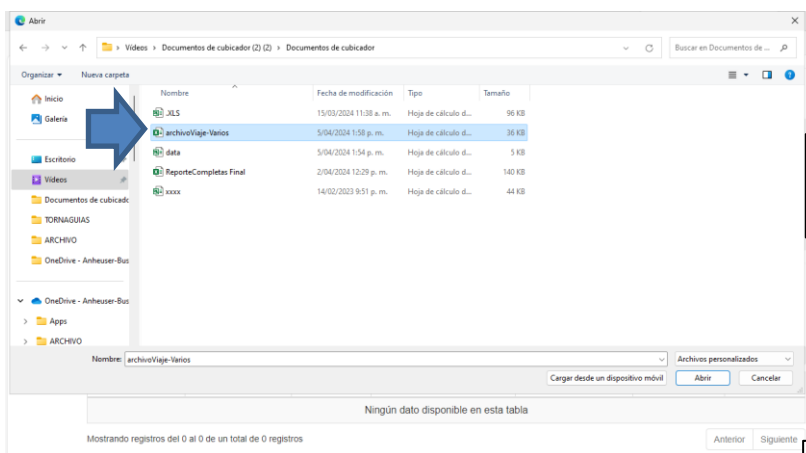 Abrir
Vídeos > Documentos de cubicador (2) (2) > Documentos de cubicador
Buscar en Documentos de ...
Organizar
Nueva carpeta
Inicio
Galería
Escritorio
Vídeos
Documentos de cubicadc
TORNAGUIAS
ARCHIVO
OneDrive - Anheuser-Bus
OneDrive - Anheuser-Bus
Apps
ARCHIVO
Nombre Fecha de modificación Tipo Tamaño
.XLS 15/03/2024 11:38 a. m. Hoja de cálculo d... 96 KB
archivoViaje-Varios 5/04/2024 1:58 p. m. Hoja de cálculo d... 36 KB
data 5/04/2024 1:54 p. m. Hoja de cálculo d... 5 KB
ReporteCompletas Final 2/04/2024 12:29 p. m. Hoja de cálculo d... 140 KB
xxxx 14/02/2023 9:51 p. m. Hoja de cálculo d... 44 KB
Nombre: archivoViaje-Varios
Archivos personalizados
Cargar desde un dispositivo móvil Abrir Cancelar
Ningún dato disponible en esta tabla
Mostrando registros del 0 al 0 de un total de 0 registros
Anterior Siguiente